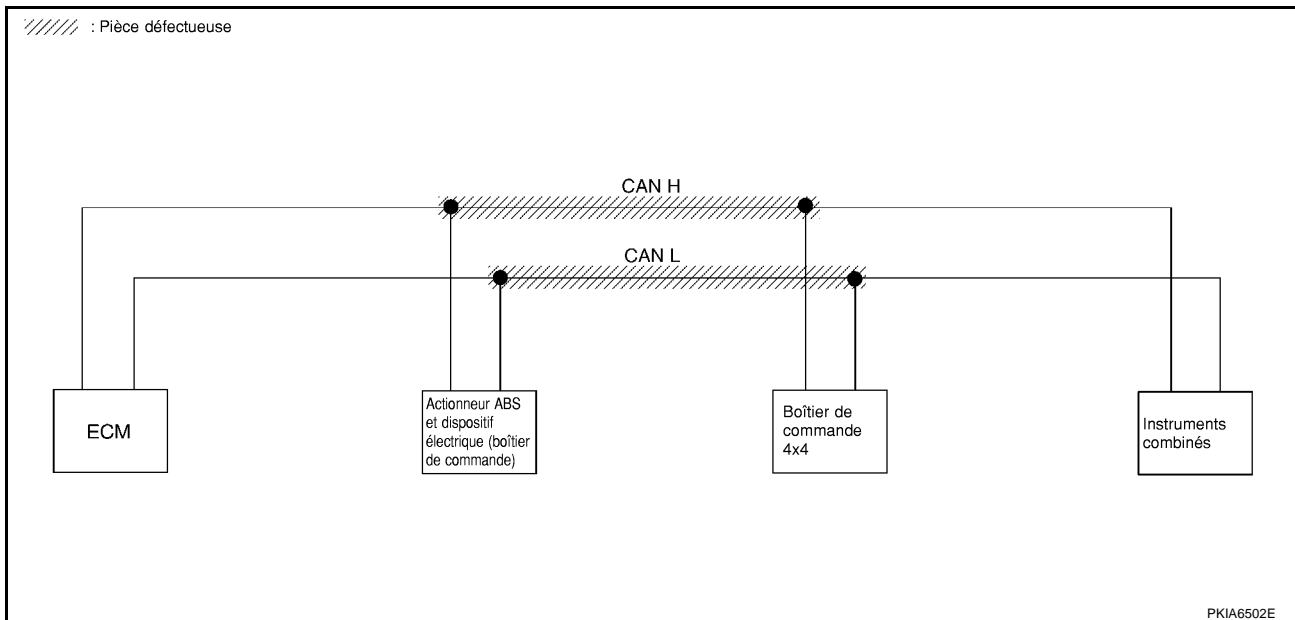 : Pièce défectueuse
CAN H
CAN L
ECM
Actionneur ABS
et dispositif
électrique (boîtier
de commande)
Boîtier de
commande
4x4
Instruments
combinés
PKIA6502E